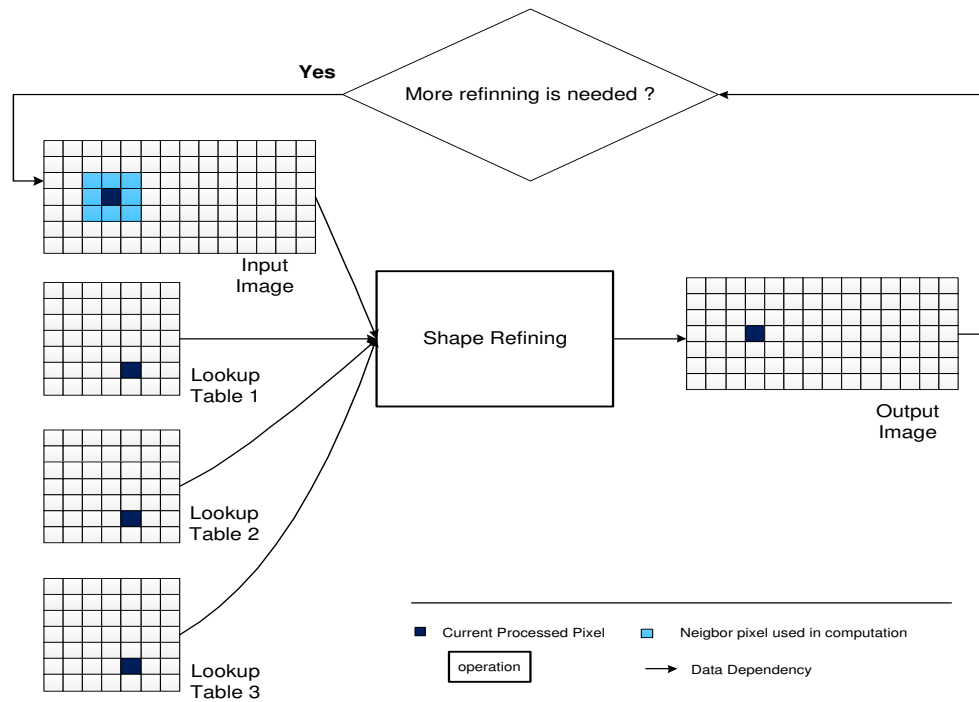 Yes
More refinning is needed ?
Input
Image
Lookup
Table 1
Shape Refining
Output
Image
Lookup
Table 2
Lookup
Table 3
Current Processed Pixel
Neigbor pixel used in computation
operation
Data Dependency